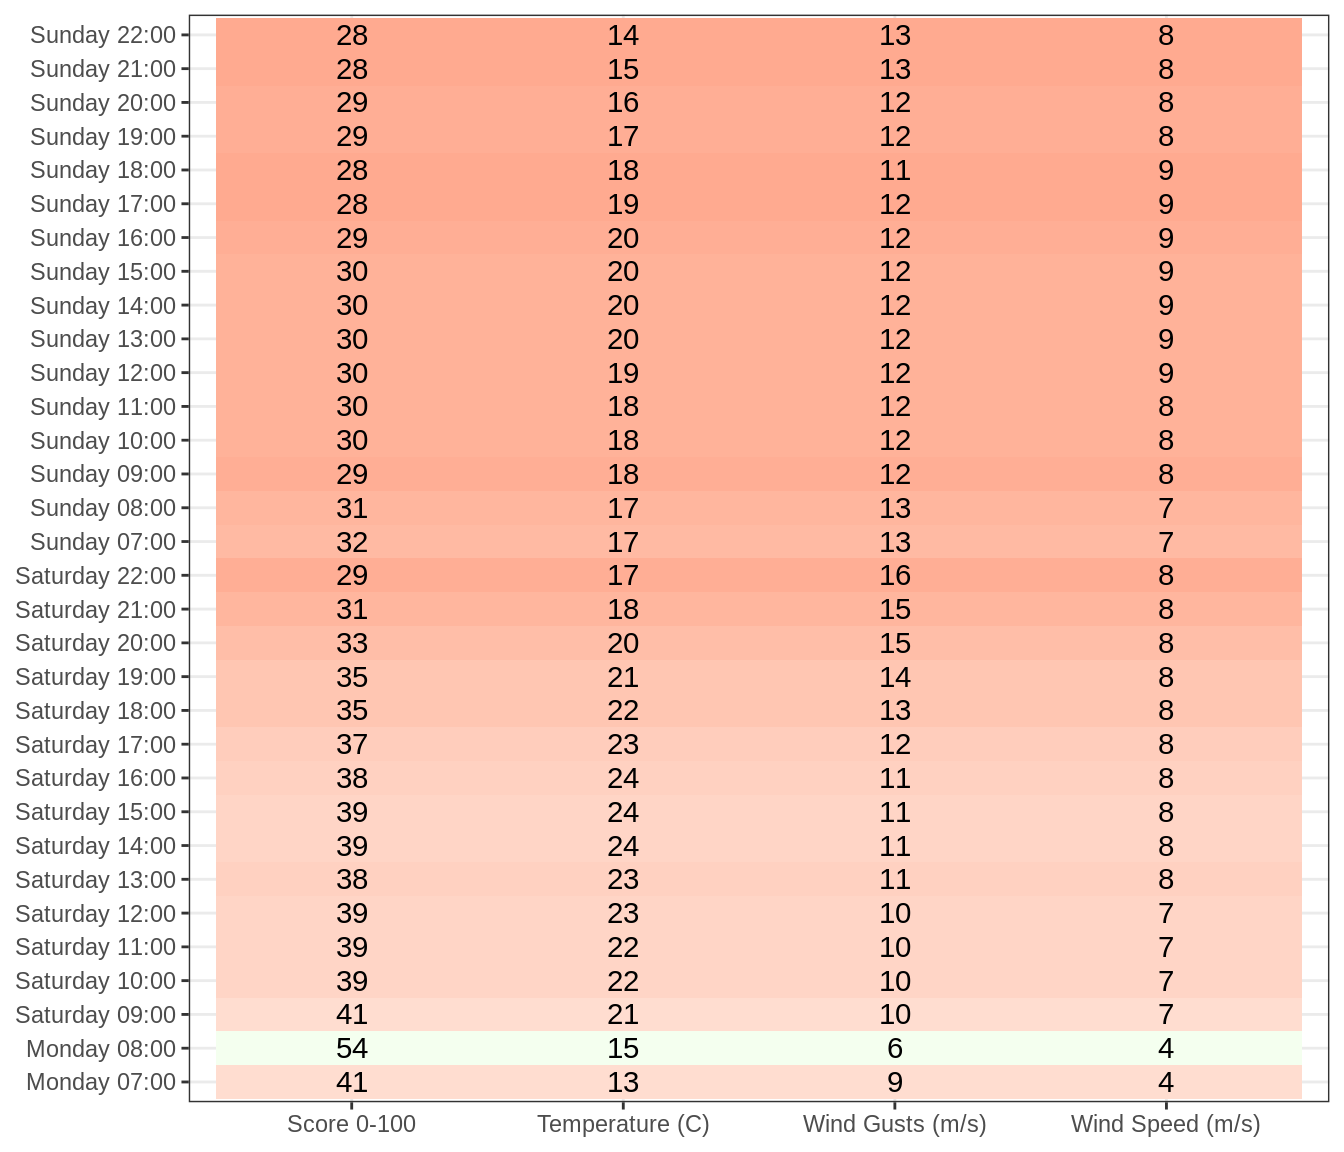 Sunday 22:00 28 14 13 8
Sunday 21:00 28 15 13 8
Sunday 20:00 29 16 12 8
Sunday 19:00 29 17 12 8
Sunday 18:00 28 18 11 9
Sunday 17:00 28 19 12 9
Sunday 16:00 29 20 12 9
Sunday 15:00 30 20 12 9
Sunday 14:00 30 20 12 9
Sunday 13:00 30 20 12 9
Sunday 12:00 30 19 12 9
Sunday 11:00 30 18 12 8
Sunday 10:00 30 18 12 8
Sunday 09:00 29 18 12 8
Sunday 08:00 31 17 13 7
Sunday 07:00 32 17 13 7
Saturday 22:00 29 17 16 8
Saturday 21:00 31 18 15 8
Saturday 20:00 33 20 15 8
Saturday 19:00 35 21 14 8
Saturday 18:00 35 22 13 8
Saturday 17:00 37 23 12 8
Saturday 16:00 38 24 11 8
Saturday 15:00 39 24 11 8
Saturday 14:00 39 24 11 8
Saturday 13:00 38 23 11 8
Saturday 12:00 39 23 10 7
Saturday 11:00 39 22 10 7
Saturday 10:00 39 22 10 7
Saturday 09:00 41 21 10 7
Monday 08:00 54 15 6 4
Monday 07:00 41 13 9 4
Score 0-100 Temperature (C) Wind Gusts (m/s) Wind Speed (m/s)